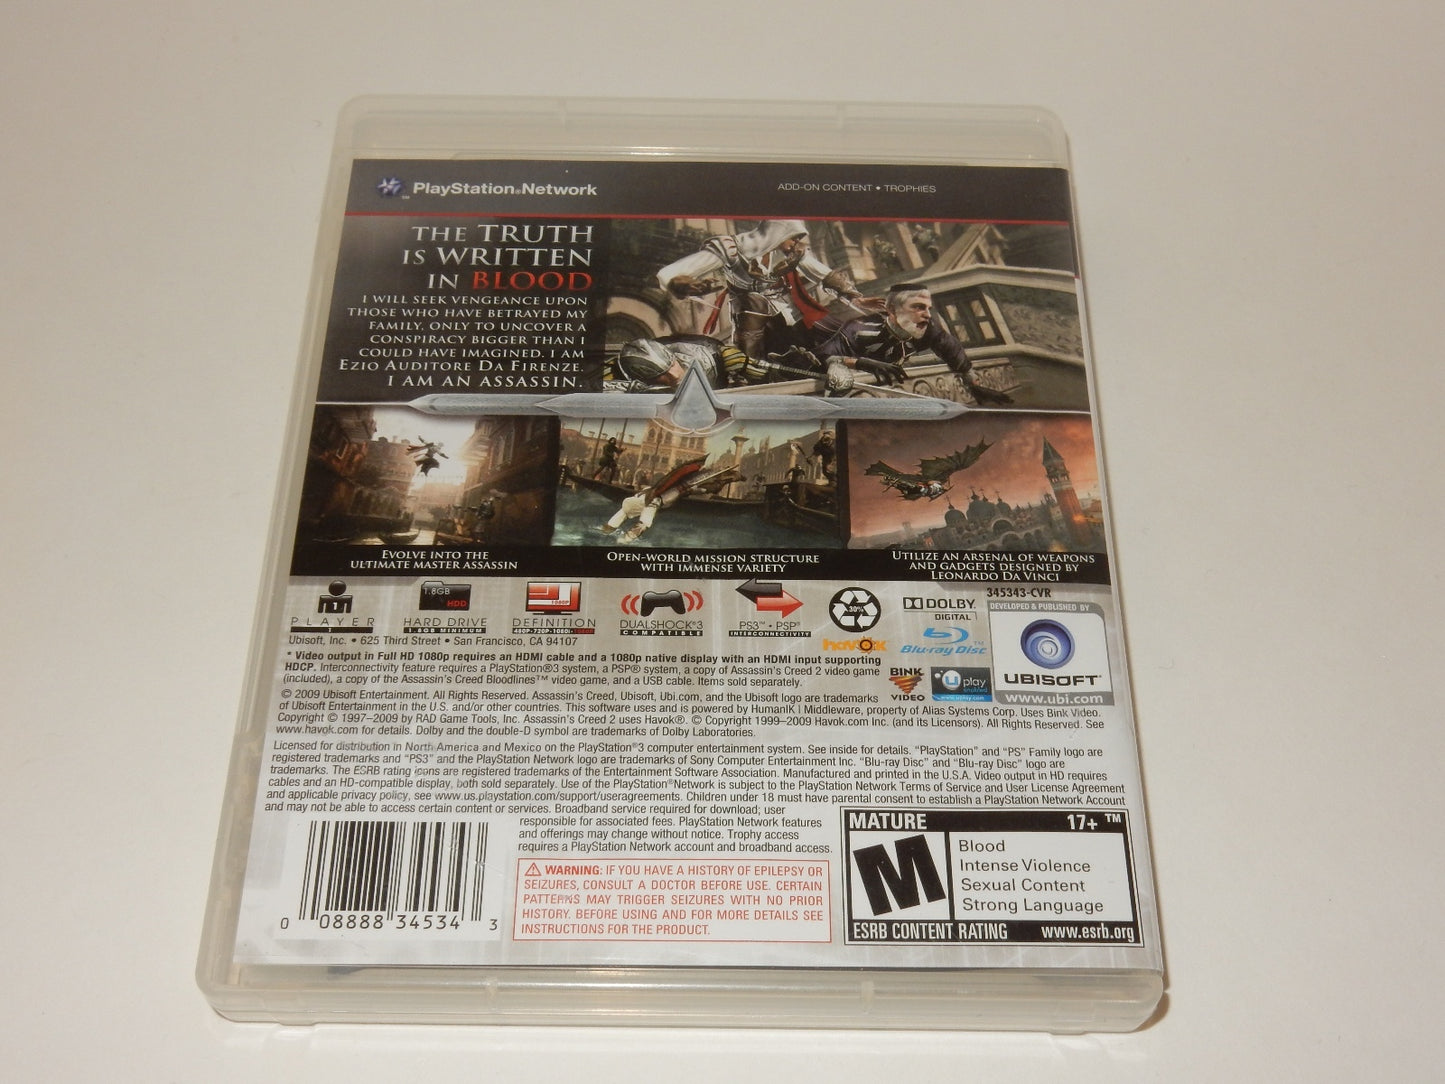 PlayStation®Network
ADD-ON CONTENT • TROPHIES
THE TRUTH
IS WRITTEN
IN BLOOD
I WILL SEEK VENGEANCE UPON
THOSE WHO HAVE BETRAYED MY
FAMILY, ONLY TO UNCOVER A
CONSPIRACY BIGGER THAN I
COULD HAVE IMAGINED. I AM
EZIO AUDITORE DA FIRENZE.
I AM AN ASSASSIN.
EVOLVE INTO THE
ULTIMATE MASTER ASSASSIN
OPEN-WORLD MISSION STRUCTURE
WITH IMMENSE VARIETY
UTILIZE AN ARSENAL OF WEAPONS
AND GADGETS DESIGNED BY
LEONARDO DA VINCI
1
PLAYER
1
1.8GB
HDD
HARD DRIVE
1.8GB MINIMUM
1080P
DEFINITION
480P•720P•1080i•1080P*
DUALSHOCK®3
COMPATIBLE
PS3™ • PSP®
INTERCONNECTIVITY
30%
havok
DOLBY
DIGITAL
Blu-ray Disc™
BINK
VIDEO
uplay
enabled
345343-CVR
DEVELOPED & PUBLISHED BY
UBISOFT™
www.ubi.com
Ubisoft, Inc. • 625 Third Street • San Francisco, CA 94107
* Video output in Full HD 1080p requires an HDMI cable and a 1080p native display with an HDMI input supporting
HDCP. Interconnectivity feature requires a PlayStation®3 system, a PSP® system, a copy of Assassin's Creed 2 video game
(included), a copy of the Assassin's Creed Bloodlines™ video game, and a USB cable. Items sold separately.
© 2009 Ubisoft Entertainment. All Rights Reserved. Assassin's Creed, Ubisoft, Ubi.com, and the Ubisoft logo are trademarks
of Ubisoft Entertainment in the U.S. and/or other countries. This software uses and is powered by HumanIK | Middleware, property of Alias Systems Corp. Uses Bink Video.
Copyright © 1997–2009 by RAD Game Tools, Inc. Assassin's Creed 2 uses Havok®. © Copyright 1999–2009 Havok.com Inc. (and its Licensors). All Rights Reserved. See
www.havok.com for details. Dolby and the double-D symbol are trademarks of Dolby Laboratories.
Licensed for distribution in North America and Mexico on the PlayStation®3 computer entertainment system. See inside for details. “PlayStation” and “PS” Family logo are
registered trademarks and “PS3” and the PlayStation Network logo are trademarks of Sony Computer Entertainment Inc. “Blu-ray Disc” and “Blu-ray Disc” logo are
trademarks. The ESRB rating icons are registered trademarks of the Entertainment Software Association. Manufactured and printed in the U.S.A. Video output in HD requires
cables and an HD-compatible display, both sold separately. Use of the PlayStation®Network is subject to the PlayStation Network Terms of Service and User License Agreement
and applicable privacy policy, see www.us.playstation.com/support/useragreements. Children under 18 must have parental consent to establish a PlayStation Network Account
and may not be able to access certain content or services. Broadband service required for download; user
responsible for associated fees. PlayStation Network features
and offerings may change without notice. Trophy access
requires a PlayStation Network account and broadband access.
WARNING: IF YOU HAVE A HISTORY OF EPILEPSY OR
SEIZURES, CONSULT A DOCTOR BEFORE USE. CERTAIN
PATTERNS MAY TRIGGER SEIZURES WITH NO PRIOR
HISTORY. BEFORE USING AND FOR MORE DETAILS SEE
INSTRUCTIONS FOR THE PRODUCT.
0 08888 34534 3
MATURE 17+ ™
M
Blood
Intense Violence
Sexual Content
Strong Language
ESRB CONTENT RATING www.esrb.org